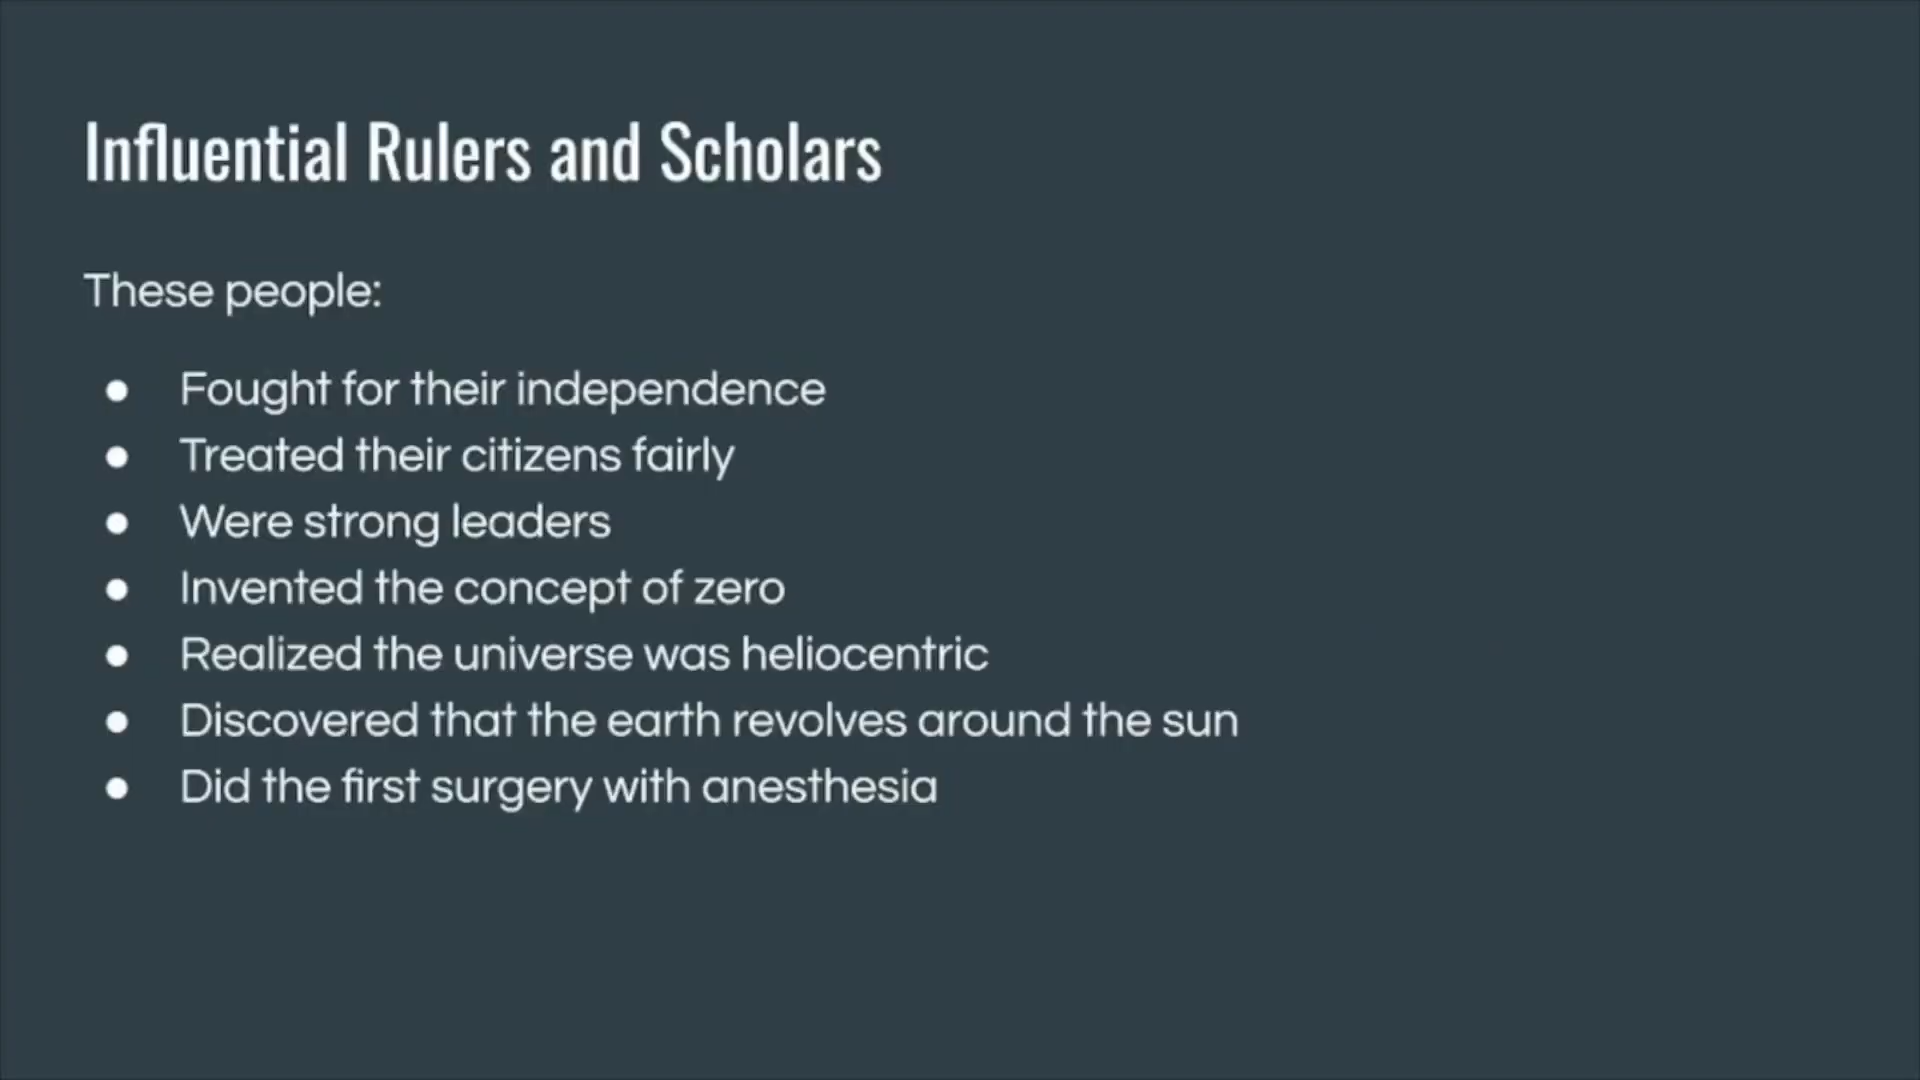 Influential Rulers and Scholars
These people:
● Fought for their independence
● Treated their citizens fairly
● Were strong leaders
● Invented the concept of zero
● Realized the universe was heliocentric
● Discovered that the earth revolves around the sun
● Did the first surgery with anesthesia